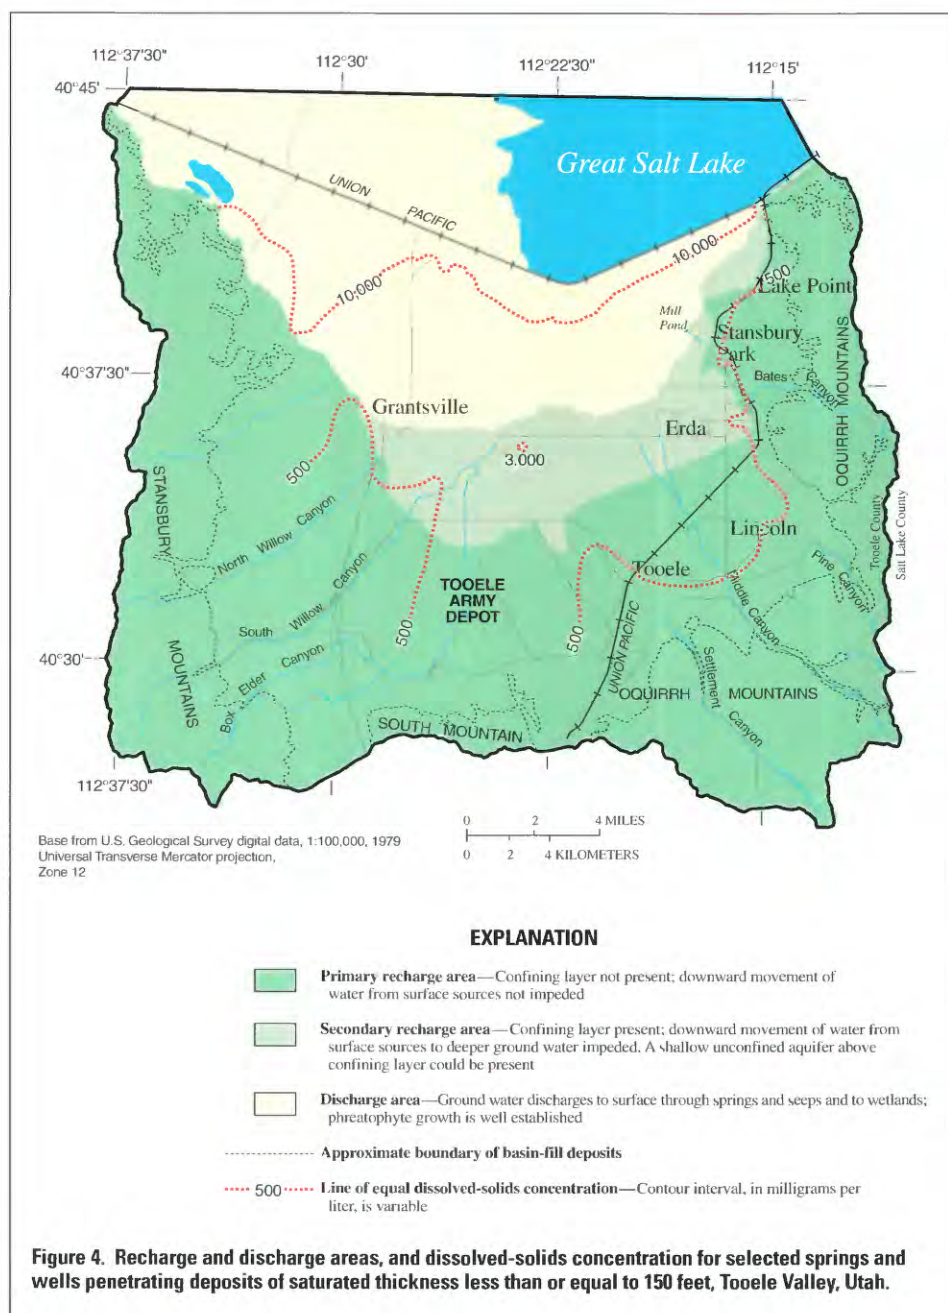 112°37'30"
112°30'
112°22'30"
112°15'
40°45'
Great Salt Lake
UNION
PACIFIC
10,000
10,000
500
Lake Point
Mill
Pond
Stansbury
Park
Bates Canyon
40°37'30"
Grantsville
Erda
3.000
500
OQUIRRH MOUNTAINS
STANSBURY
North Willow Canyon
Lincoln
Tooele County
Salt Lake County
Tooele
Pine Canyon
South Willow Canyon
TOOELE
ARMY
DEPOT
Middle Canyon
500
500
40°30'
MOUNTAINS
Box Elder Canyon
UNION PACIFIC
OQUIRRH MOUNTAINS
Settlement Canyon
SOUTH MOUNTAIN
112°37'30"
0 2 4 MILES
0 2 4 KILOMETERS
Base from U.S. Geological Survey digital data, 1:100,000, 1979
Universal Transverse Mercator projection,
Zone 12
EXPLANATION
Primary recharge area—Confining layer not present; downward movement of
water from surface sources not impeded
Secondary recharge area—Confining layer present; downward movement of water from
surface sources to deeper ground water impeded. A shallow unconfined aquifer above
confining layer could be present
Discharge area—Ground water discharges to surface through springs and seeps and to wetlands;
phreatophyte growth is well established
Approximate boundary of basin-fill deposits
500 Line of equal dissolved-solids concentration—Contour interval, in milligrams per
liter, is variable
Figure 4. Recharge and discharge areas, and dissolved-solids concentration for selected springs and
wells penetrating deposits of saturated thickness less than or equal to 150 feet, Tooele Valley, Utah.